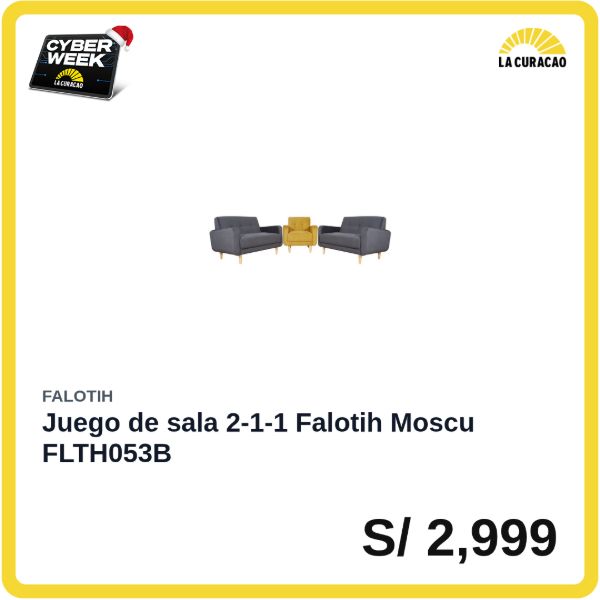 CYBER
WEEK
LA CURACAO
LA CURACAO
FALOTIH
Juego de sala 2-1-1 Falotih Moscu
FLTH053B
S/ 2,999